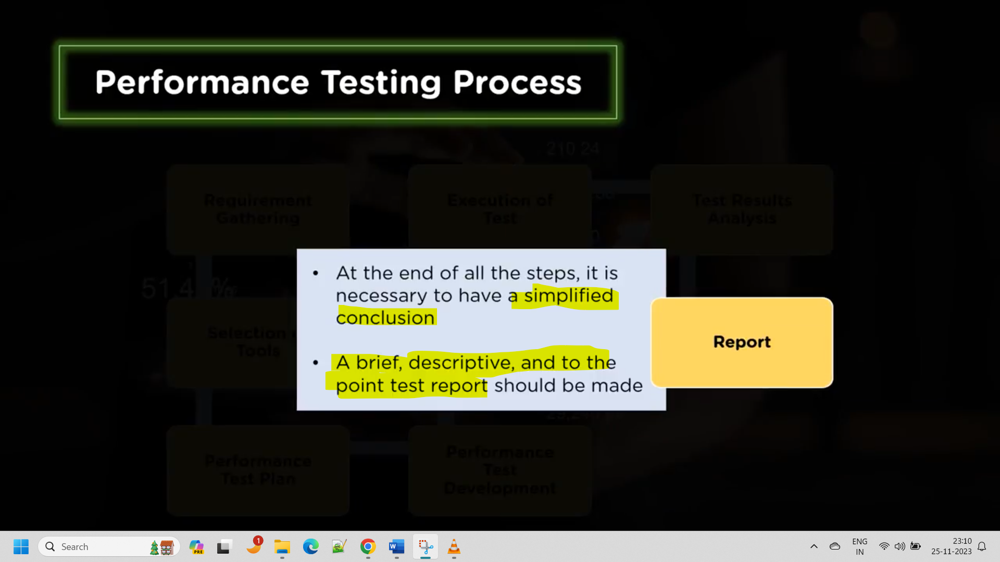 Performance Testing Process
210 24
Requirement
Gathering
Execution of
Test
Test Results
Analysis
• At the end of all the steps, it is
necessary to have a simplified
conclusion
• A brief, descriptive, and to the
point test report should be made
Report
51.4
%
Selection
Tools
Performance
Test Plan
Performance
Test
Development
Search
PRE
1
ENG
IN
23:10
25-11-2023